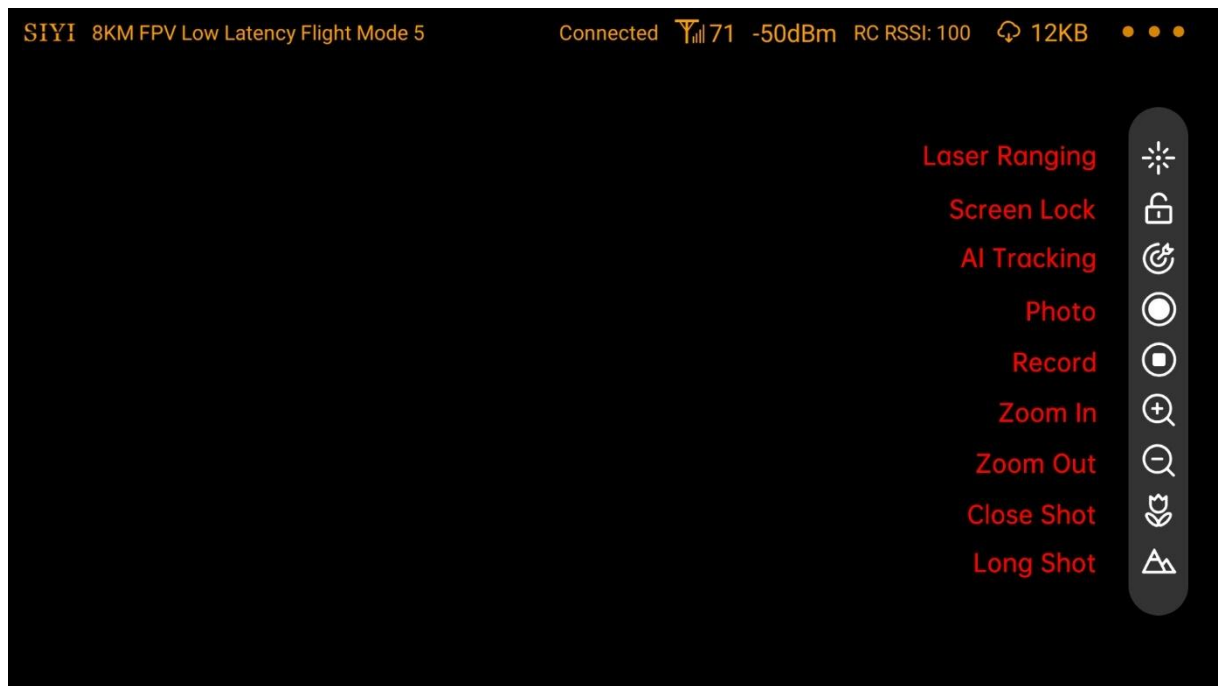 SIYI 8KM FPV Low Latency Flight Mode 5 Connected 71 -50dBm RC RSSI: 100 12KB
Laser Ranging
Screen Lock
AI Tracking
Photo
Record
Zoom In
Zoom Out
Close Shot
Long Shot